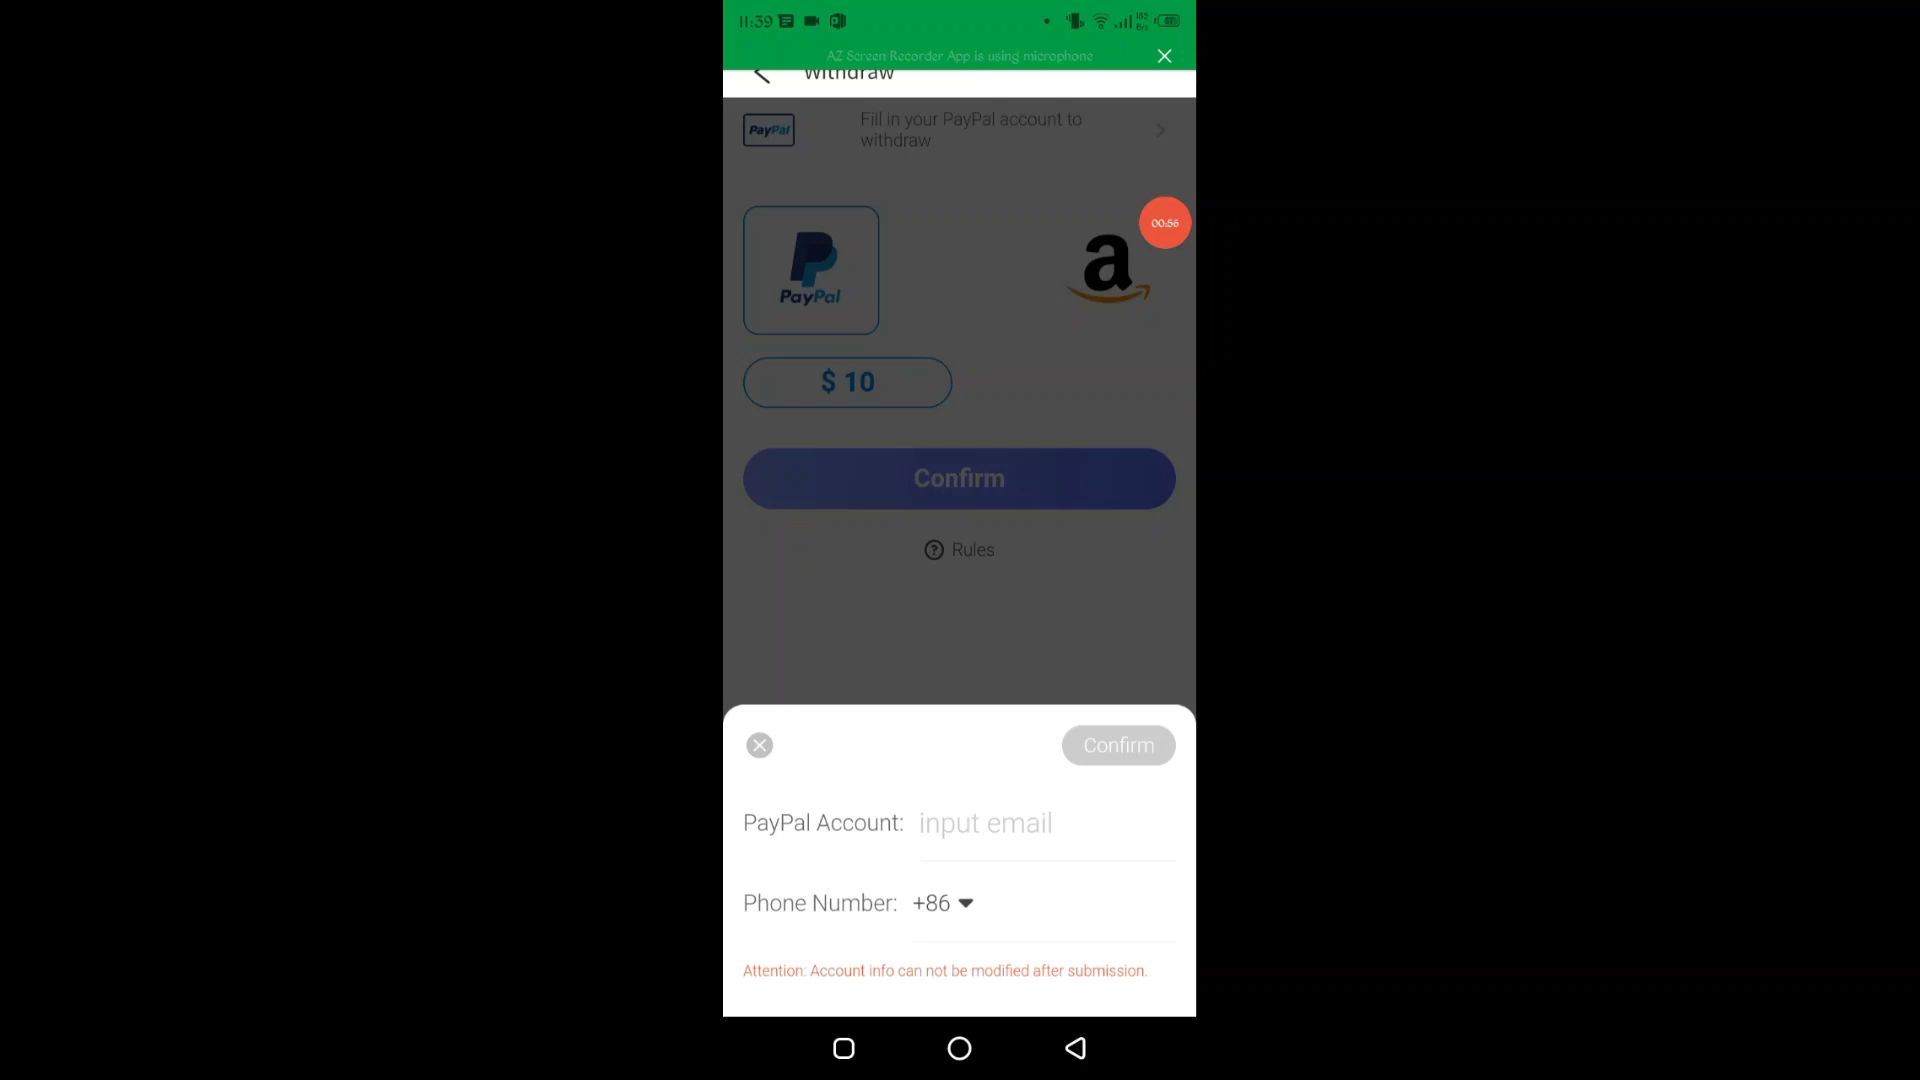 11:39
185
B/s
67
AZ Screen Recorder App is using microphone
Withdraw
PayPal
Fill in your PayPal account to
withdraw
00:56
a
PayPal
$ 10
Confirm
Rules
Confirm
PayPal Account: input email
Phone Number: +86
Attention: Account info can not be modified after submission.